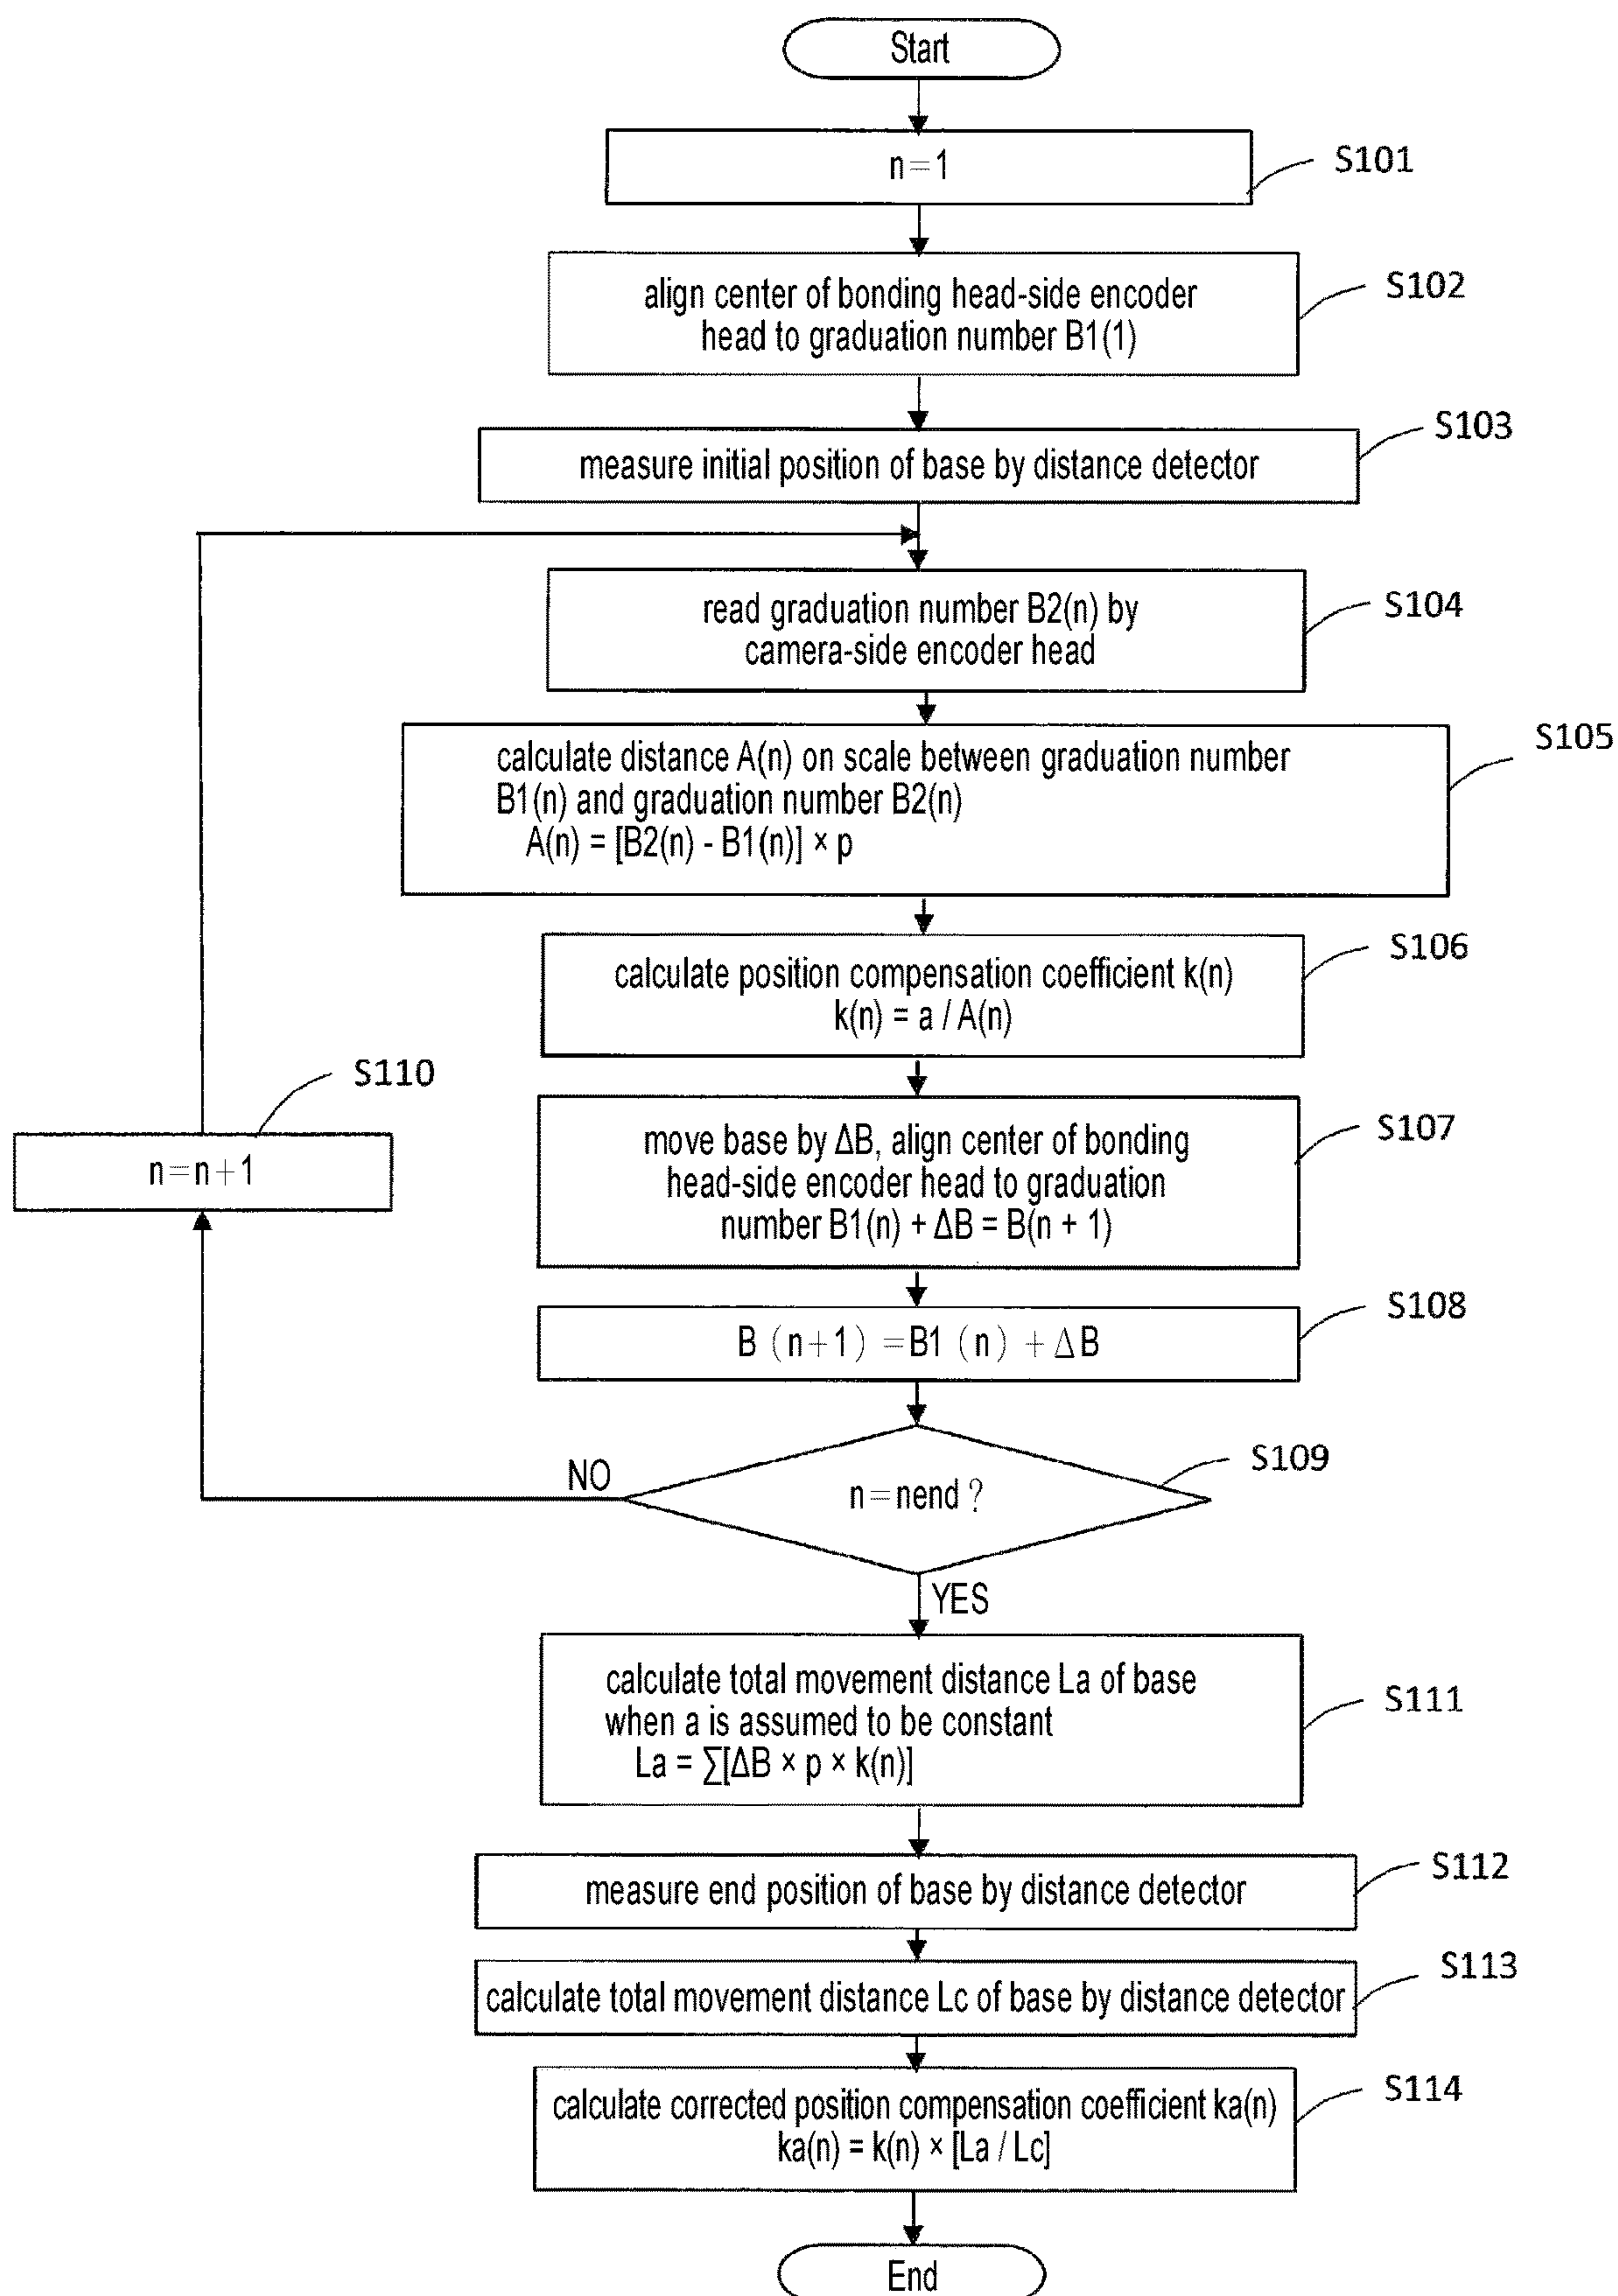 Start
n=1
S101
align center of bonding head-side encoder
head to graduation number B1(1)
S102
measure initial position of base by distance detector
S103
read graduation number B2(n) by
camera-side encoder head
S104
calculate distance A(n) on scale between graduation number
B1(n) and graduation number B2(n)
A(n) = [B2(n) - B1(n)] × p
S105
calculate position compensation coefficient k(n)
k(n) = a / A(n)
S106
move base by ΔB, align center of bonding
head-side encoder head to graduation
number B1(n) + ΔB = B(n + 1)
S107
S110
n=n+1
B (n+1) =B1 (n) +ΔB
S108
n=nend ?
S109
NO
YES
calculate total movement distance La of base
when a is assumed to be constant
La = ∑[ΔB × p × k(n)]
S111
measure end position of base by distance detector
S112
calculate total movement distance Lc of base by distance detector
S113
calculate corrected position compensation coefficient ka(n)
ka(n) = k(n) × [La / Lc]
S114
End